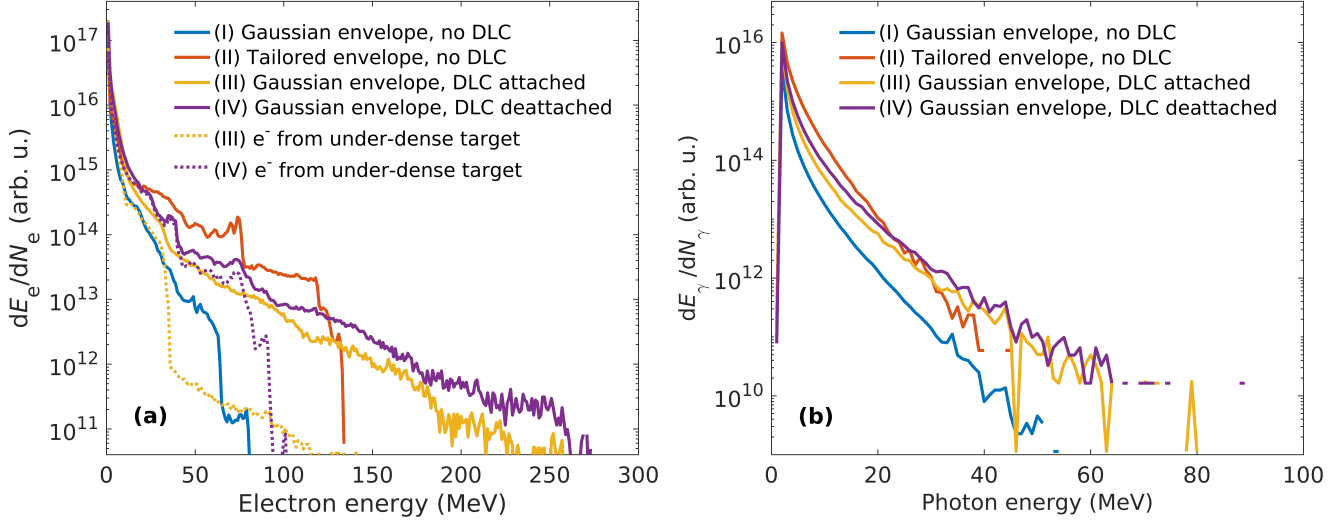 (I) Gaussian envelope, no DLC
(II) Tailored envelope, no DLC
(III) Gaussian envelope, DLC attached
(IV) Gaussian envelope, DLC deattached
(III) e⁻ from under-dense target
(IV) e⁻ from under-dense target
10¹⁷
10¹⁶
10¹⁵
10¹⁴
10¹³
10¹²
10¹¹
dEₑ/dNₑ (arb. u.)
(a)
0 50 100 150 200 250 300
Electron energy (MeV)
(I) Gaussian envelope, no DLC
(II) Tailored envelope, no DLC
(III) Gaussian envelope, DLC attached
(IV) Gaussian envelope, DLC deattached
10¹⁶
10¹⁴
10¹²
10¹⁰
dEᵧ/dNᵧ (arb. u.)
(b)
0 20 40 60 80 100
Photon energy (MeV)